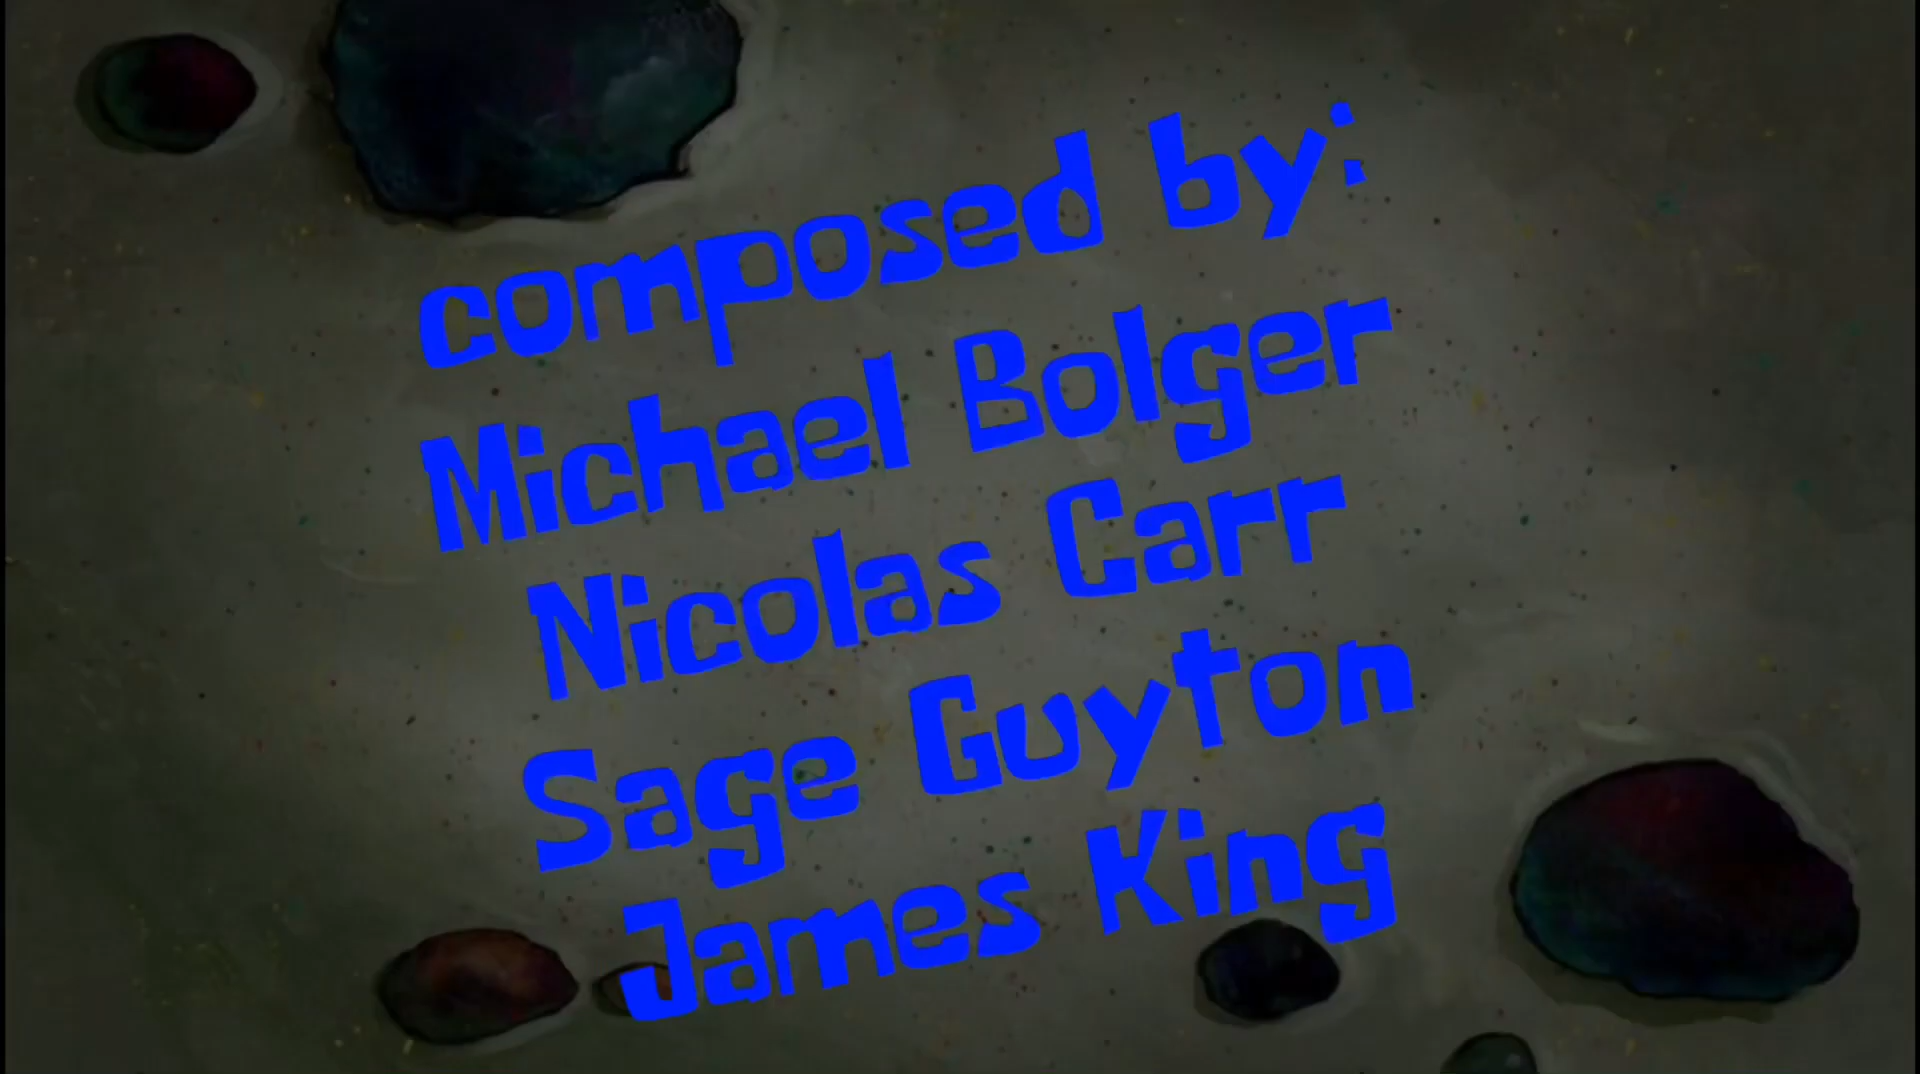 composed by:
Michael Bolger
Nicolas Carr
Sage Guyton
James King